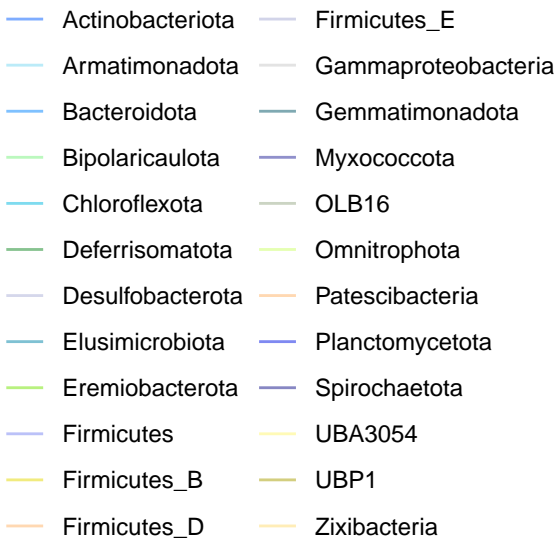 Actinobacteriota
Armatimonadota
Bacteroidota
Bipolaricaulota
Chloroflexota
Deferrisomatota
Desulfobacterota
Elusimicrobiota
Eremiobacterota
Firmicutes
Firmicutes_B
Firmicutes_D
Firmicutes_E
Gammaproteobacteria
Gemmatimonadota
Myxococcota
OLB16
Omnitrophota
Patescibacteria
Planctomycetota
Spirochaetota
UBA3054
UBP1
Zixibacteria